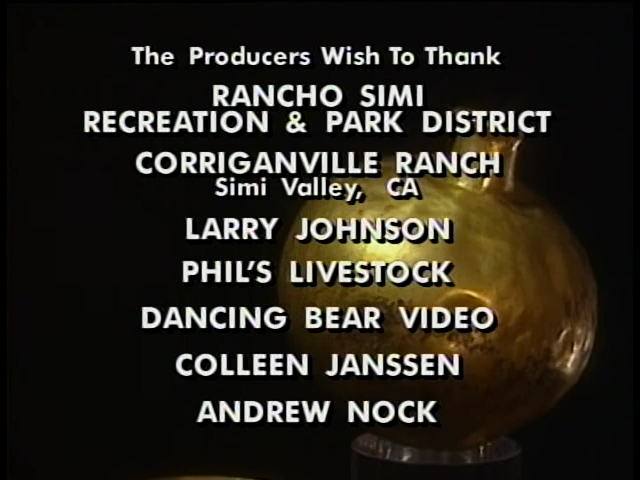 The Producers Wish To Thank
RANCHO SIMI
RECREATION & PARK DISTRICT
CORRIGANVILLE RANCH
Simi Valley, CA
LARRY JOHNSON
PHIL'S LIVESTOCK
DANCING BEAR VIDEO
COLLEEN JANSSEN
ANDREW NOCK